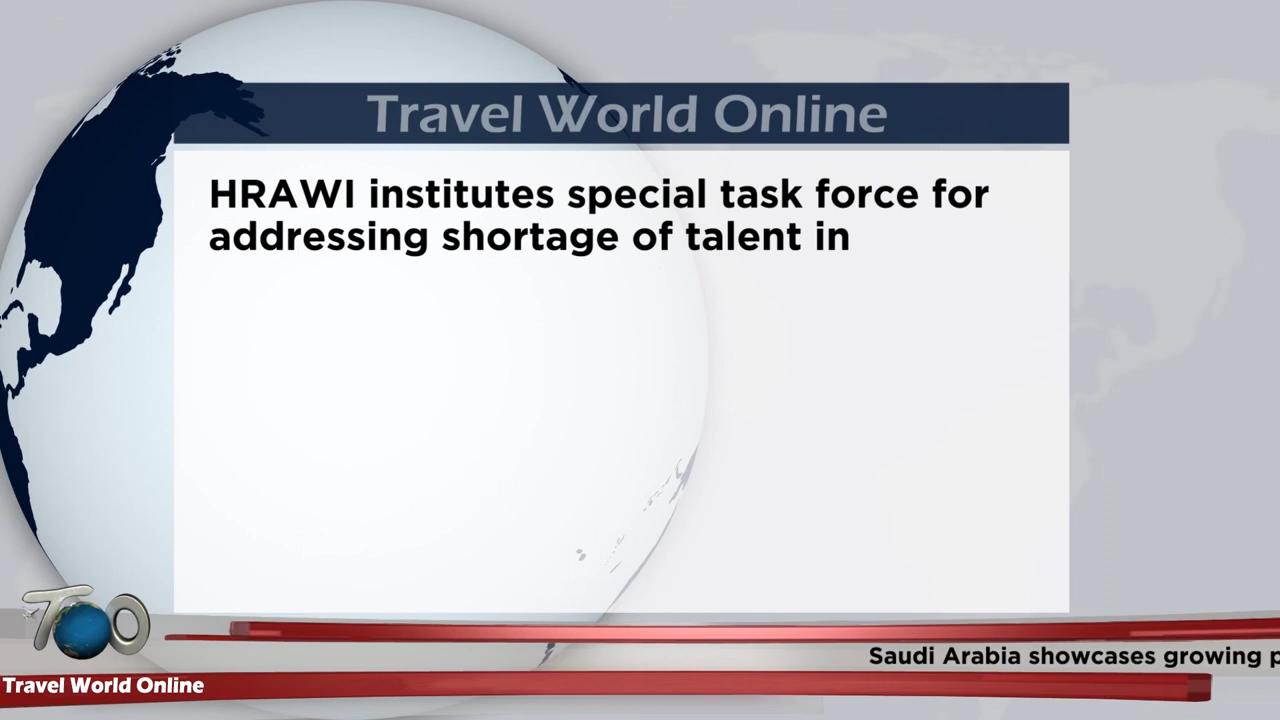 Travel World Online
HRAWI institutes special task force for
addressing shortage of talent in
Saudi Arabia showcases growing p
Travel World Online